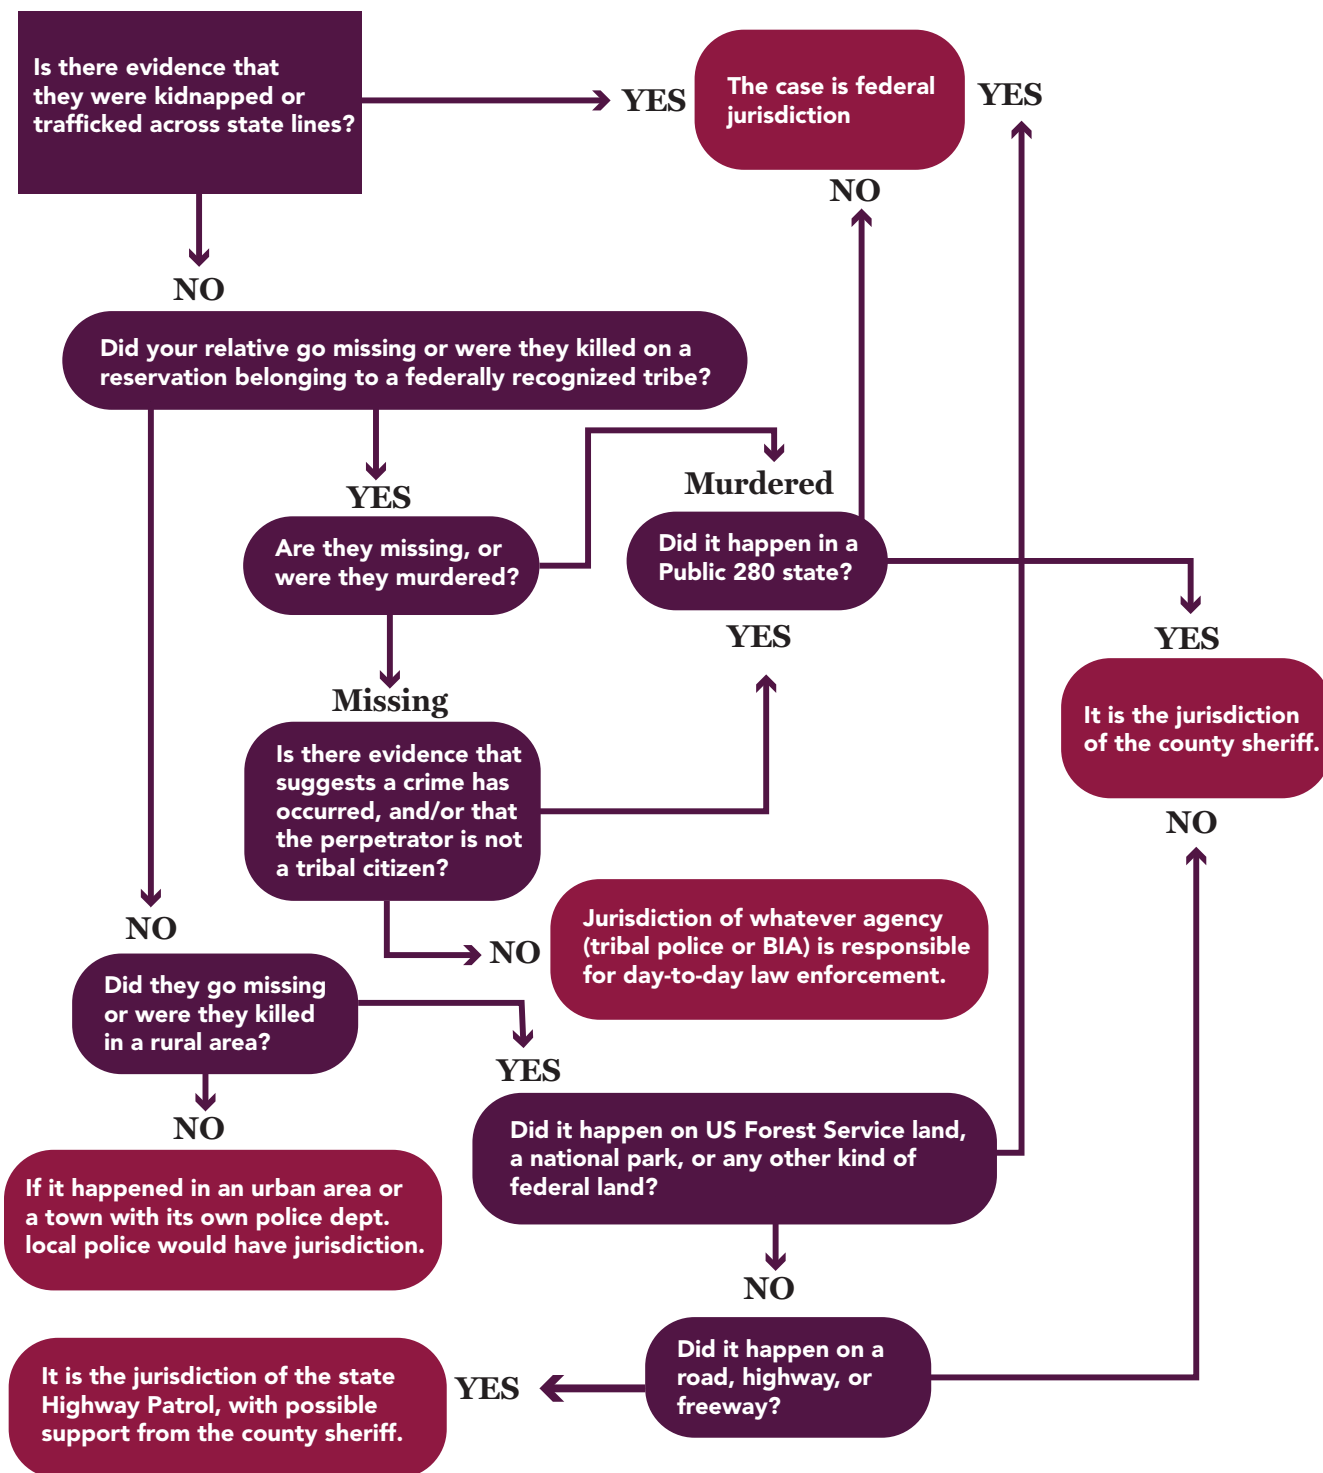 Is there evidence that
they were kidnapped or
trafficked across state lines?
YES
The case is federal
jurisdiction
YES
NO
NO
Did your relative go missing or were they killed on a
reservation belonging to a federally recognized tribe?
YES
Murdered
Are they missing, or
were they murdered?
Did it happen in a
Public 280 state?
YES
YES
Missing
It is the jurisdiction
of the county sheriff.
Is there evidence that
suggests a crime has
occurred, and/or that
the perpetrator is not
a tribal citizen?
NO
NO
NO
Jurisdiction of whatever agency
(tribal police or BIA) is responsible
for day-to-day law enforcement.
Did they go missing
or were they killed
in a rural area?
YES
NO
Did it happen on US Forest Service land,
a national park, or any other kind of
federal land?
If it happened in an urban area or
a town with its own police dept.
local police would have jurisdiction.
NO
Did it happen on a
road, highway, or
freeway?
YES
It is the jurisdiction of the state
Highway Patrol, with possible
support from the county sheriff.